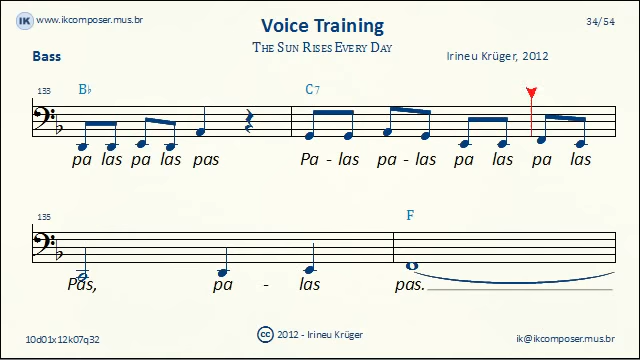 IK www.ikcomposer.mus.br
Voice Training
34/54
The Sun Rises Every Day
Bass
Irineu Krüger, 2012
133
B♭ C7
pa las pa las pas Pa - las pa - las pa las pa las
135
F
Pas, pa - las pas.
10d01x12k07q32
cc 2012 - Irineu Krüger
ik@ikcomposer.mus.br